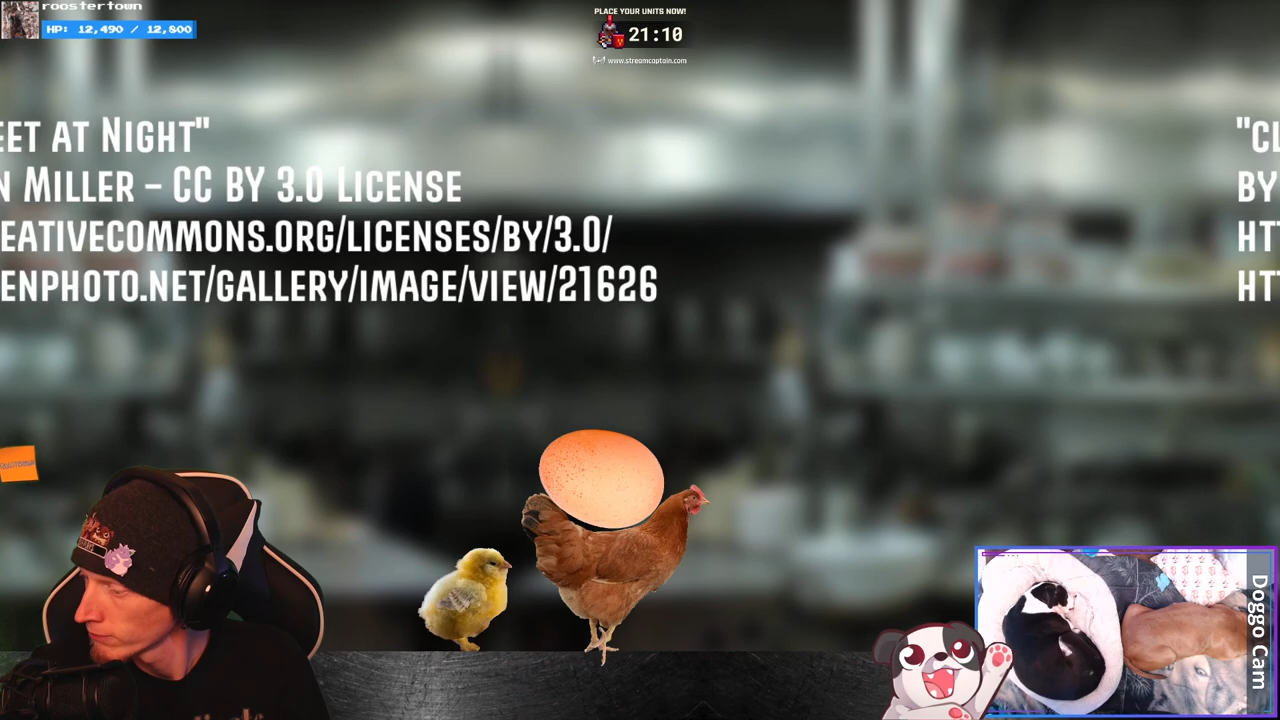 roostertown
HP: 12,490 / 12,800
PLACE YOUR UNITS NOW!
21:10
www.streamcaptain.com
EET AT NIGHT"
N MILLER - CC BY 3.0 LICENSE
EATIVECOMMONS.ORG/LICENSES/BY/3.0/
ENPHOTO.NET/GALLERY/IMAGE/VIEW/21626
"CL
BY
HTT
HTT
Doggo Cam